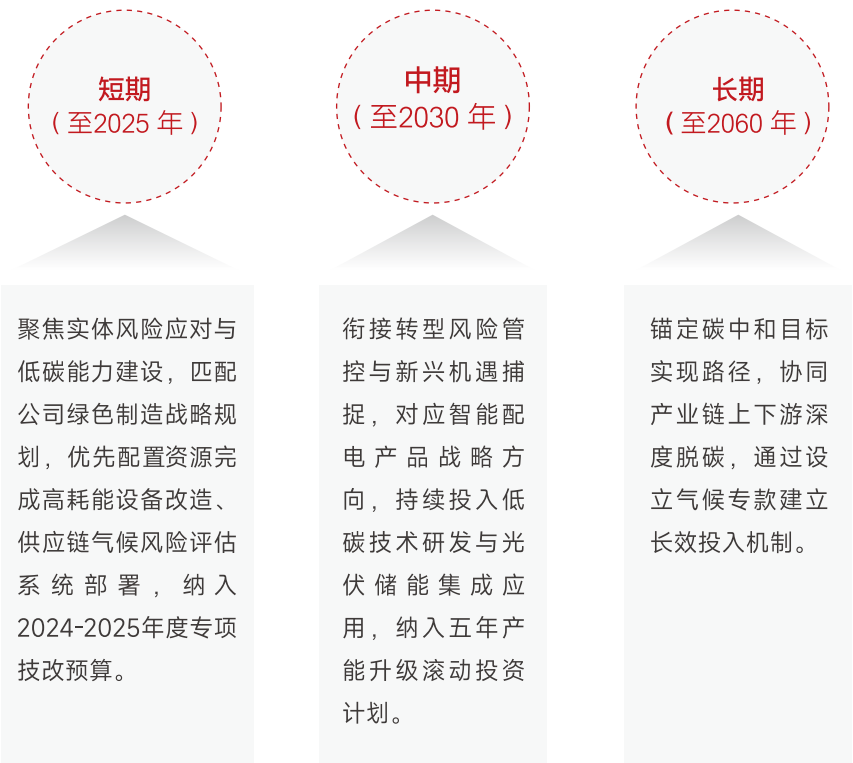 短期
（至2025 年）
聚焦实体风险应对与
低碳能力建设，匹配
公司绿色制造战略规
划，优先配置资源完
成高耗能设备改造、
供应链气候风险评估
系统部署，纳入
2024-2025年度专项
技改预算。
中期
（至2030 年）
衔接转型风险管
控与新兴机遇捕
捉，对应智能配
电产品战略方
向，持续投入低
碳技术研发与光
伏储能集成应
用，纳入五年产
能升级滚动投资
计划。
长期
（至2060 年）
锚定碳中和目标
实现路径，协同
产业链上下游深
度脱碳，通过设
立气候专款建立
长效投入机制。